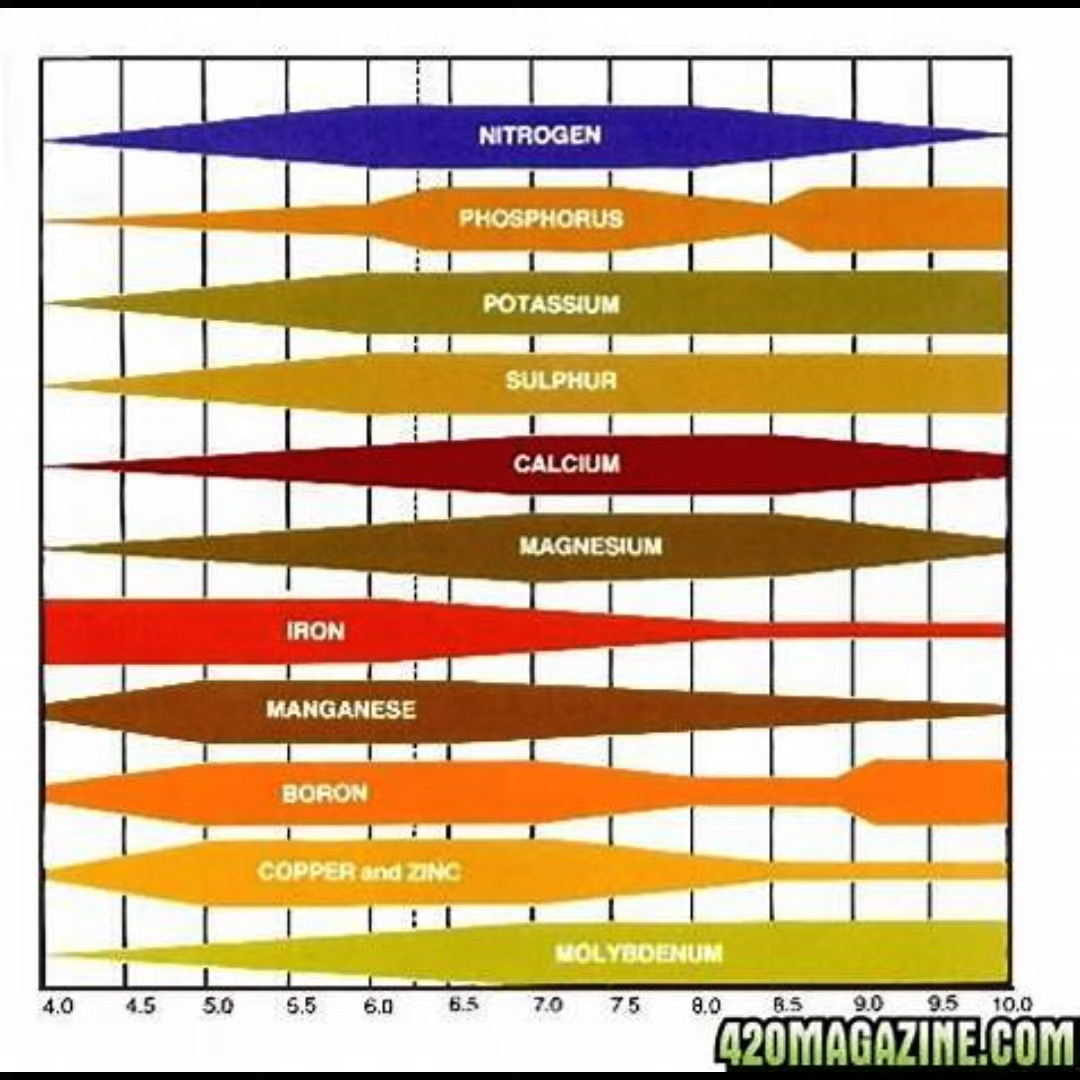 NITROGEN
PHOSPHORUS
POTASSIUM
SULPHUR
CALCIUM
MAGNESIUM
IRON
MANGANESE
BORON
COPPER and ZINC
MOLYBDENUM
4.0 4.5 5.0 5.5 6.0 6.5 7.0 7.5 8.0 8.5 9.0 9.5 10.0
420MAGAZINE.COM